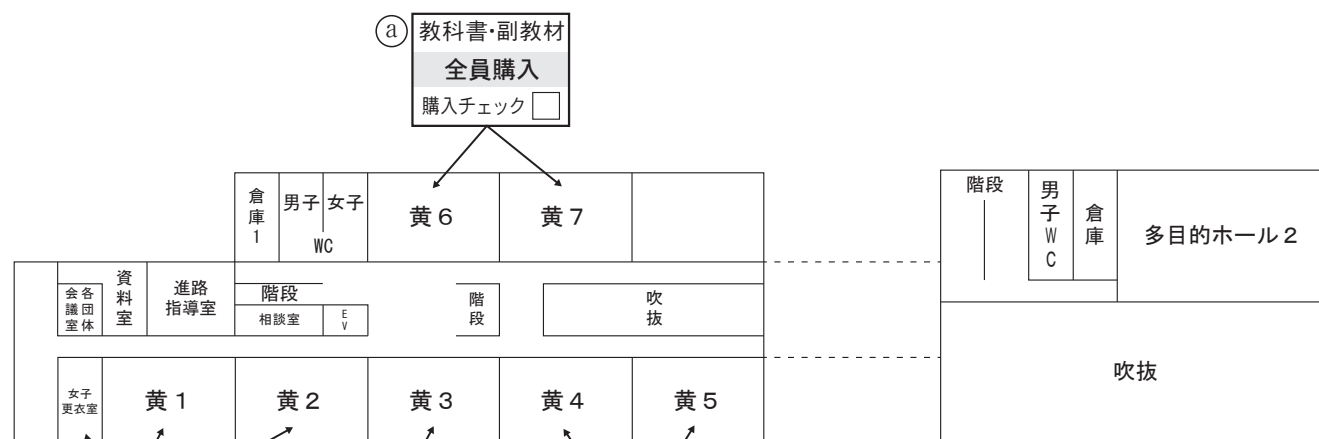 ⓐ
教科書・副教材
全員購入
購入チェック
倉庫1
男子
女子
WC
黄6
黄7
階段
男子WC
倉庫
多目的ホール2
各団体
会議室
資料室
進路
指導室
階段
相談室
EV
階段
吹抜
吹抜
女子
更衣室
黄1
黄2
黄3
黄4
黄5